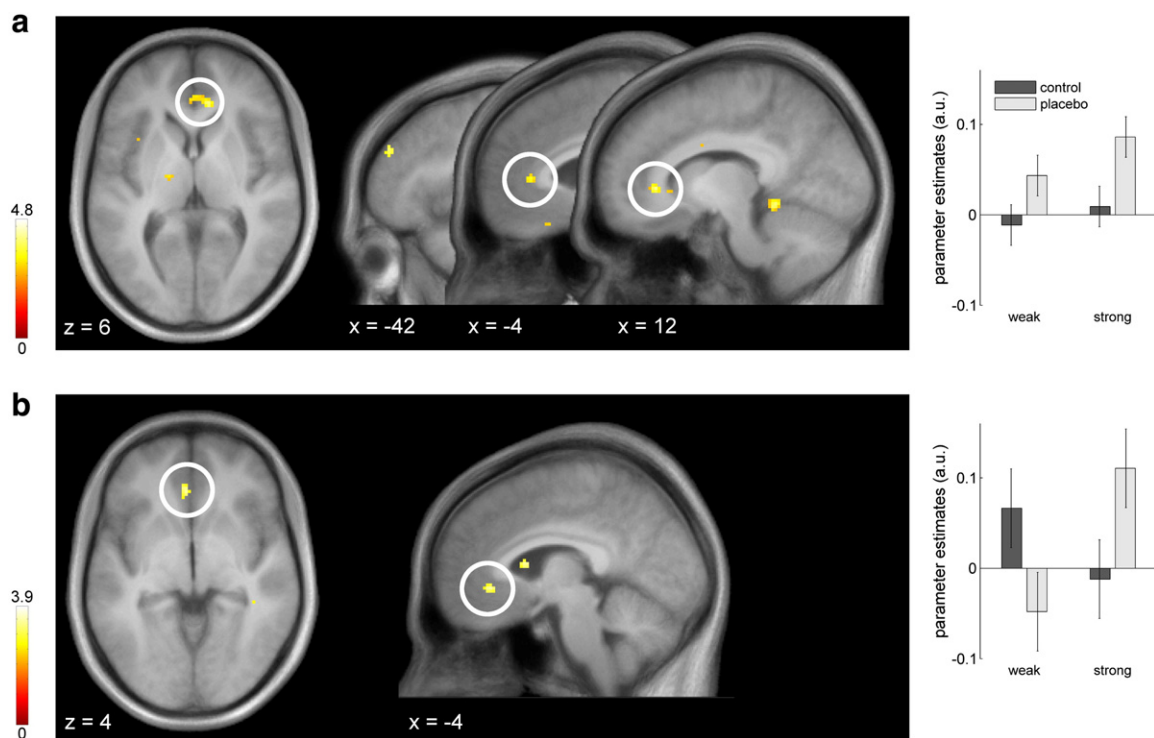 a
4.8
0
z = 6
x = -42
x = -4
x = 12
parameter estimates (a.u.)
0.1
0
-0.1
control
placebo
weak
strong
b
3.9
0
z = 4
x = -4
parameter estimates (a.u.)
0.1
0
-0.1
weak
strong